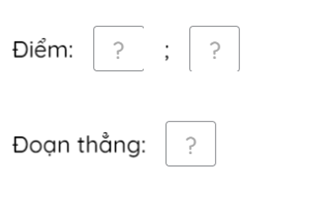 Điểm: ? ; ?
Đoạn thẳng: ?